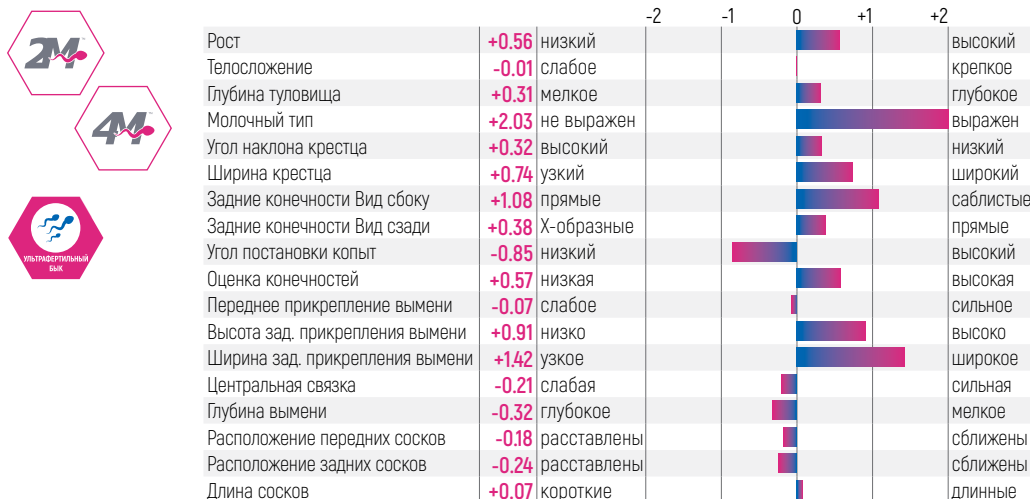 -2 -1 0 +1 +2
2M™
4M™
УЛЬТРАФЕРТИЛЬНЫЙ
БЫК
Рост +0.56 низкий высокий
Телосложение -0.01 слабое крепкое
Глубина туловища +0.31 мелкое глубокое
Молочный тип +2.03 не выражен выражен
Угол наклона крестца +0.32 высокий низкий
Ширина крестца +0.74 узкий широкий
Задние конечности Вид сбоку +1.08 прямые саблистые
Задние конечности Вид сзади +0.38 X-образные прямые
Угол постановки копыт -0.85 низкий высокий
Оценка конечностей +0.57 низкая высокая
Переднее прикрепление вымени -0.07 слабое сильное
Высота зад. прикрепления вымени +0.91 низко высоко
Ширина зад. прикрепления вымени +1.42 узкое широкое
Центральная связка -0.21 слабая сильная
Глубина вымени -0.32 глубокое мелкое
Расположение передних сосков -0.18 расставлены сближены
Расположение задних сосков -0.24 расставлены сближены
Длина сосков +0.07 короткие длинные